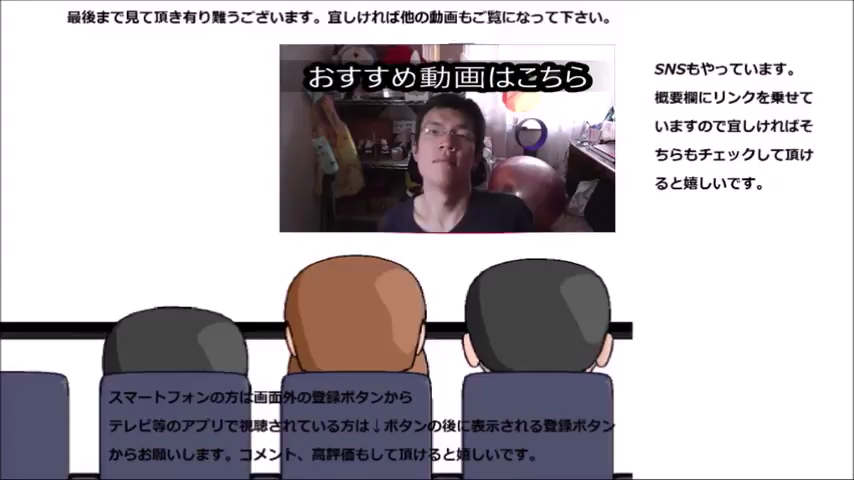 最後まで見て頂き有り難うございます。宜しければ他の動画もご覧になって下さい。
おすすめ動画はこちら
SNSもやっています。
概要欄にリンクを乗せて
いますので宜しければそ
ちらもチェックして頂け
ると嬉しいです。
スマートフォンの方は画面外の登録ボタンから
テレビ等のアプリで視聴されている方は↓ボタンの後に表示される登録ボタン
からお願いします。コメント、高評価もして頂けると嬉しいです。